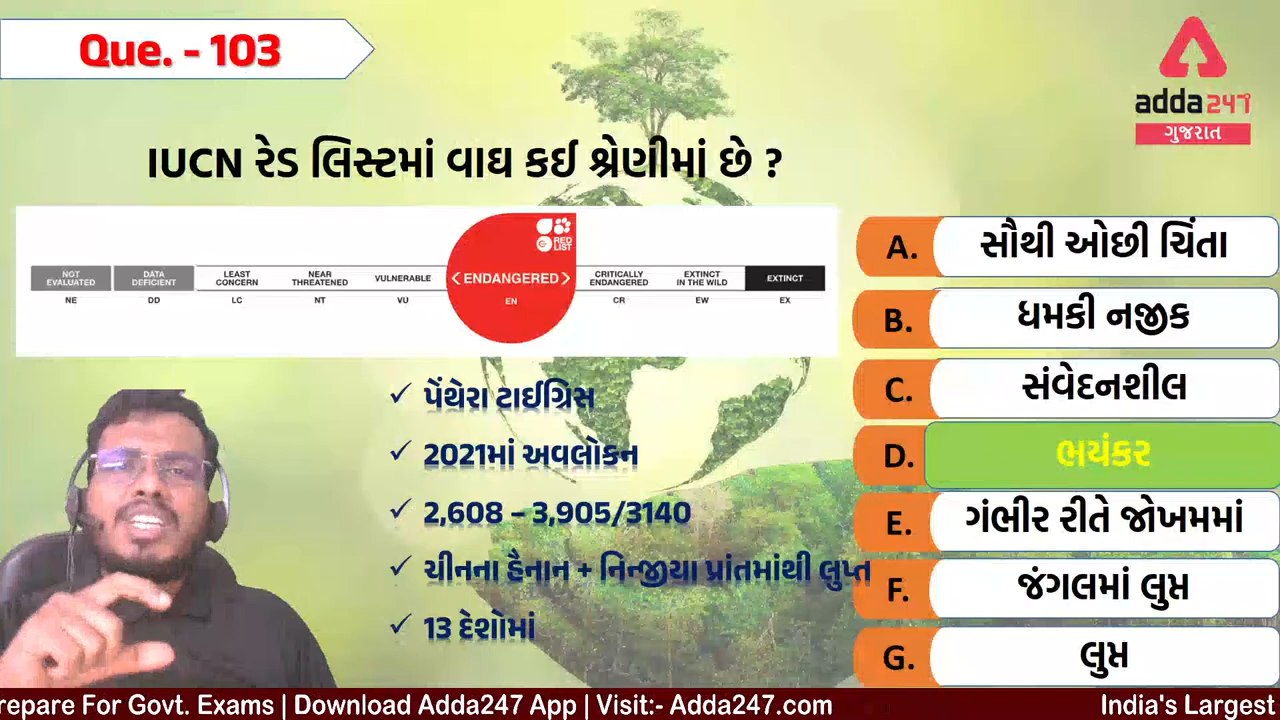 Que. - 103
adda247
ગુજરાત
IUCN રેડ લિસ્ટમાં વાઘ કઈ શ્રેણીમાં છે ?
RED
LIST
NOT
EVALUATED
NE
DATA
DEFICIENT
DD
LEAST
CONCERN
LC
NEAR
THREATENED
NT
VULNERABLE
VU
< ENDANGERED >
EN
CRITICALLY
ENDANGERED
CR
EXTINCT
IN THE WILD
EW
EXTINCT
EX
✓ પેંથેરા ટાઈગ્રિસ
✓ 2021માં અવલોકન
✓ 2,608 – 3,905/3140
✓ ચીનના હૈનાન + નિન્જીયા પ્રાંતમાંથી લુપ્ત
✓ 13 દેશોમાં
A. સૌથી ઓછી ચિંતા
B. ધમકી નજીક
C. સંવેદનશીલ
D. ભયંકર
E. ગંભીર રીતે જોખમમાં
F. જંગલમાં લુપ્ત
G. લુપ્ત
repare For Govt. Exams | Download Adda247 App | Visit:- Adda247.com
India's Largest